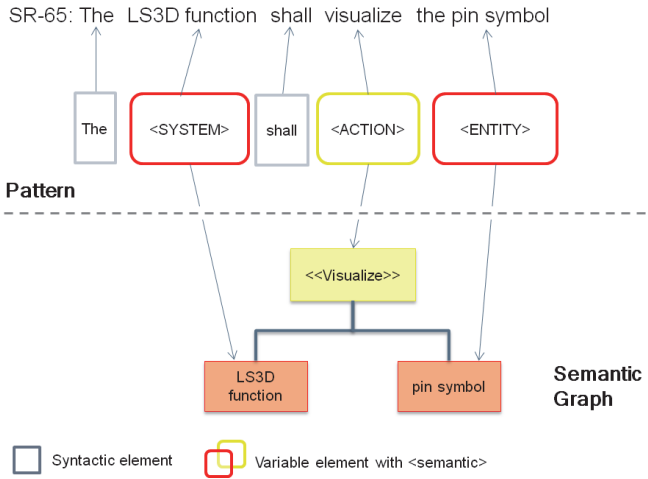 SR-65: The LS3D function shall visualize the pin symbol
The <SYSTEM> shall <ACTION> <ENTITY>
Pattern
<<Visualize>>
LS3D
function
pin symbol
Semantic
Graph
Syntactic element
Variable element with <semantic>